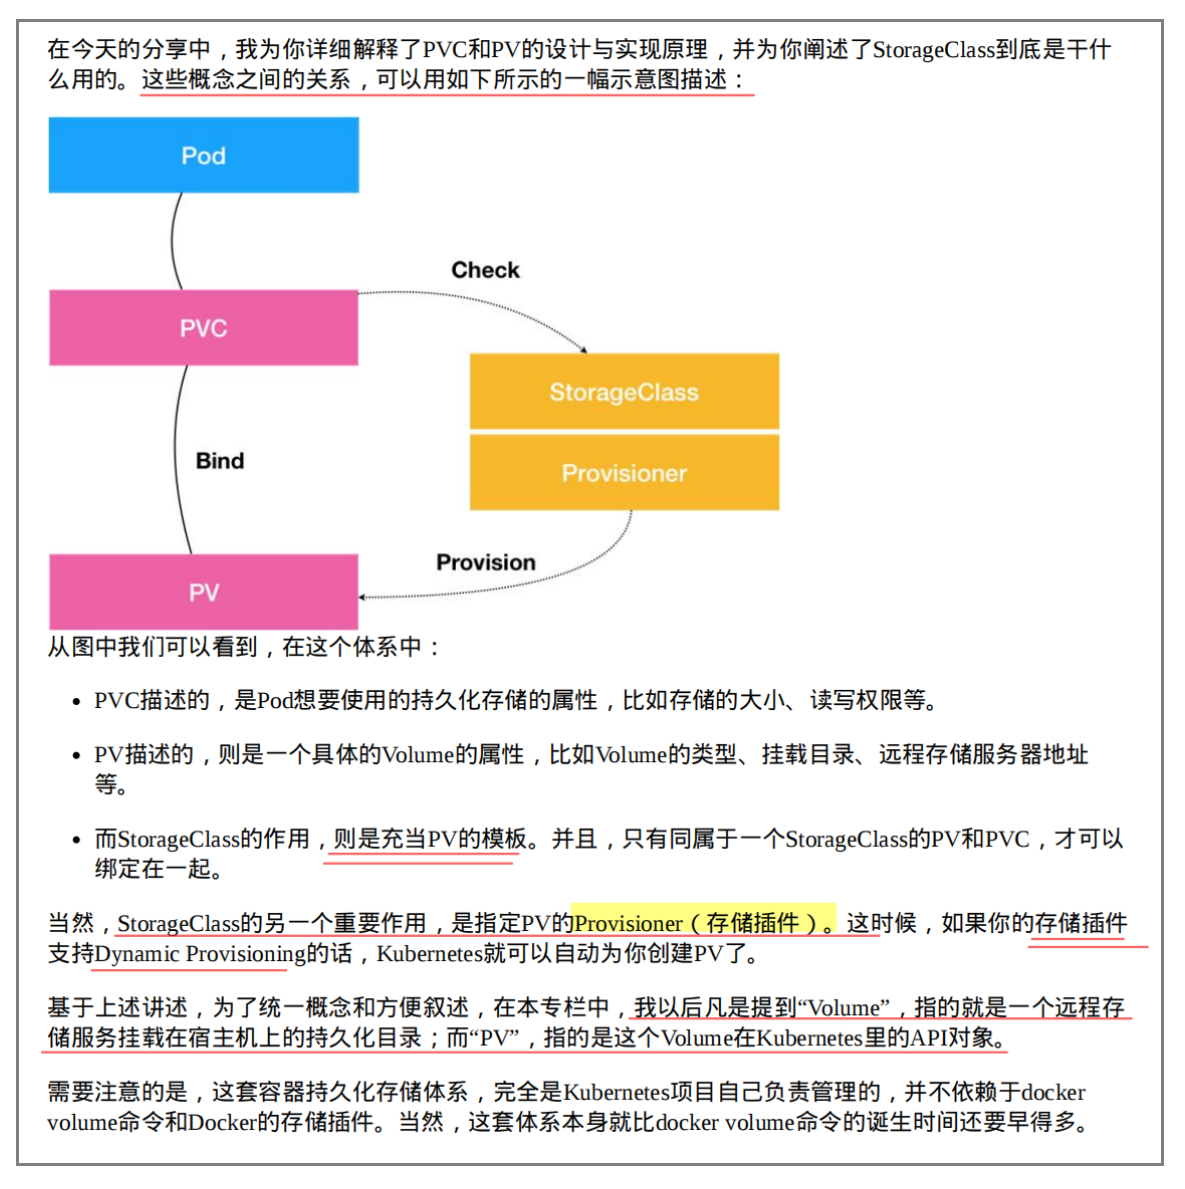 在今天的分享中，我为你详细解释了PVC和PV的设计与实现原理，并为你阐述了StorageClass到底是干什
么用的。这些概念之间的关系，可以用如下所示的一幅示意图描述：
Pod
Check
PVC
StorageClass
Bind
Provisioner
Provision
PV
从图中我们可以看到，在这个体系中：
• PVC描述的，是Pod想要使用的持久化存储的属性，比如存储的大小、读写权限等。
• PV描述的，则是一个具体的Volume的属性，比如Volume的类型、挂载目录、远程存储服务器地址
等。
• 而StorageClass的作用，则是充当PV的模板。并且，只有同属于一个StorageClass的PV和PVC，才可以
绑定在一起。
当然，StorageClass的另一个重要作用，是指定PV的Provisioner（存储插件）。这时候，如果你的存储插件
支持Dynamic Provisioning的话，Kubernetes就可以自动为你创建PV了。
基于上述讲述，为了统一概念和方便叙述，在本专栏中，我以后凡是提到“Volume”，指的就是一个远程存
储服务挂载在宿主机上的持久化目录；而“PV”，指的是这个Volume在Kubernetes里的API对象。
需要注意的是，这套容器持久化存储体系，完全是Kubernetes项目自己负责管理的，并不依赖于docker
volume命令和Docker的存储插件。当然，这套体系本身就比docker volume命令的诞生时间还要早得多。